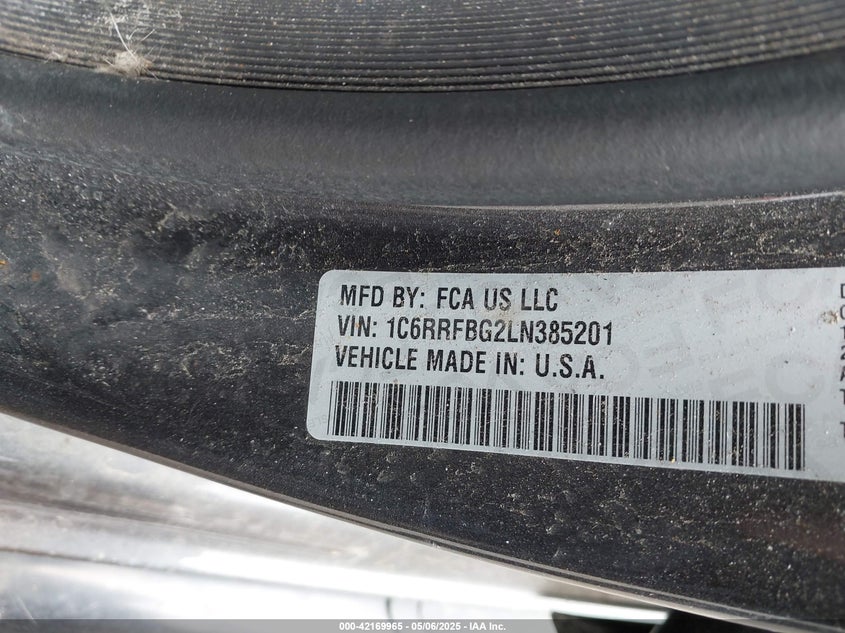 MFD BY: FCA US LLC
VIN: 1C6RRFBG2LN385201
VEHICLE MADE IN: U.S.A.
000-42169965 - 05/06/2025 - IAA Inc.